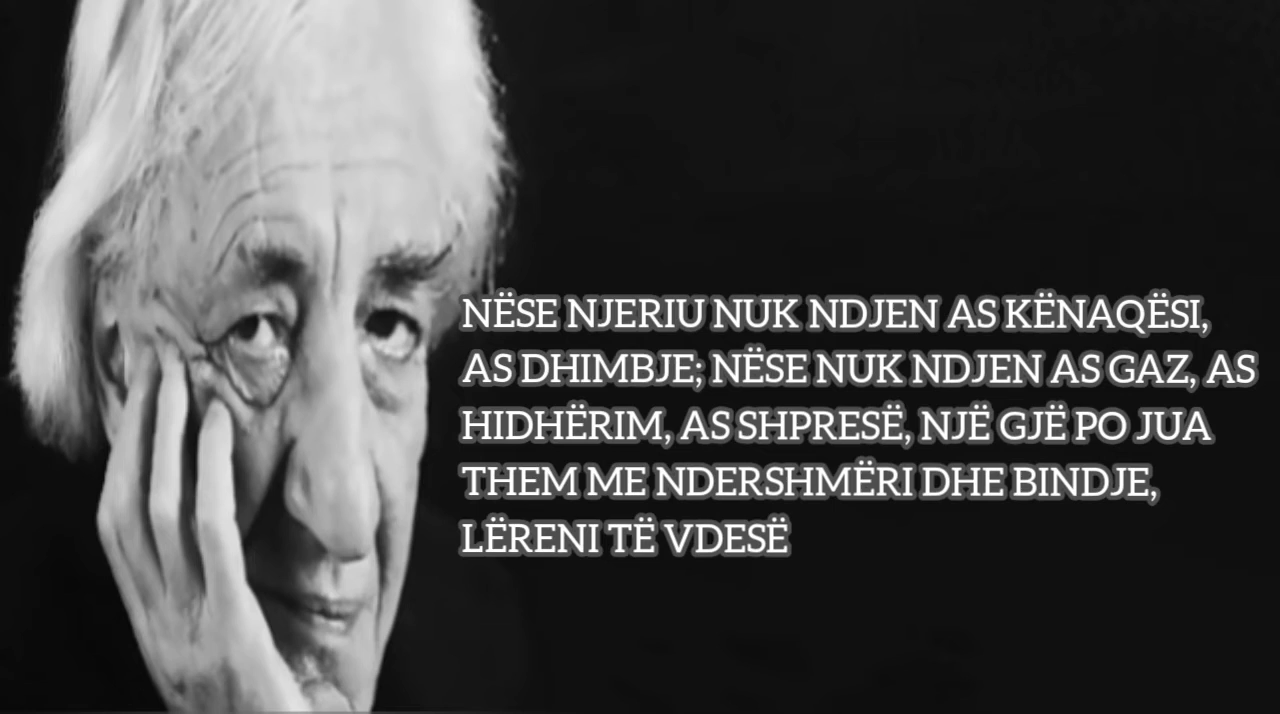 NËSE NJERIU NUK NDJEN AS KËNAQËSI,
AS DHIMBJE; NËSE NUK NDJEN AS GAZ, AS
HIDHËRIM, AS SHPRESË, NJË GJË PO JUA
THEM ME NDERSHMËRI DHE BINDJE,
LËRENI TË VDESË